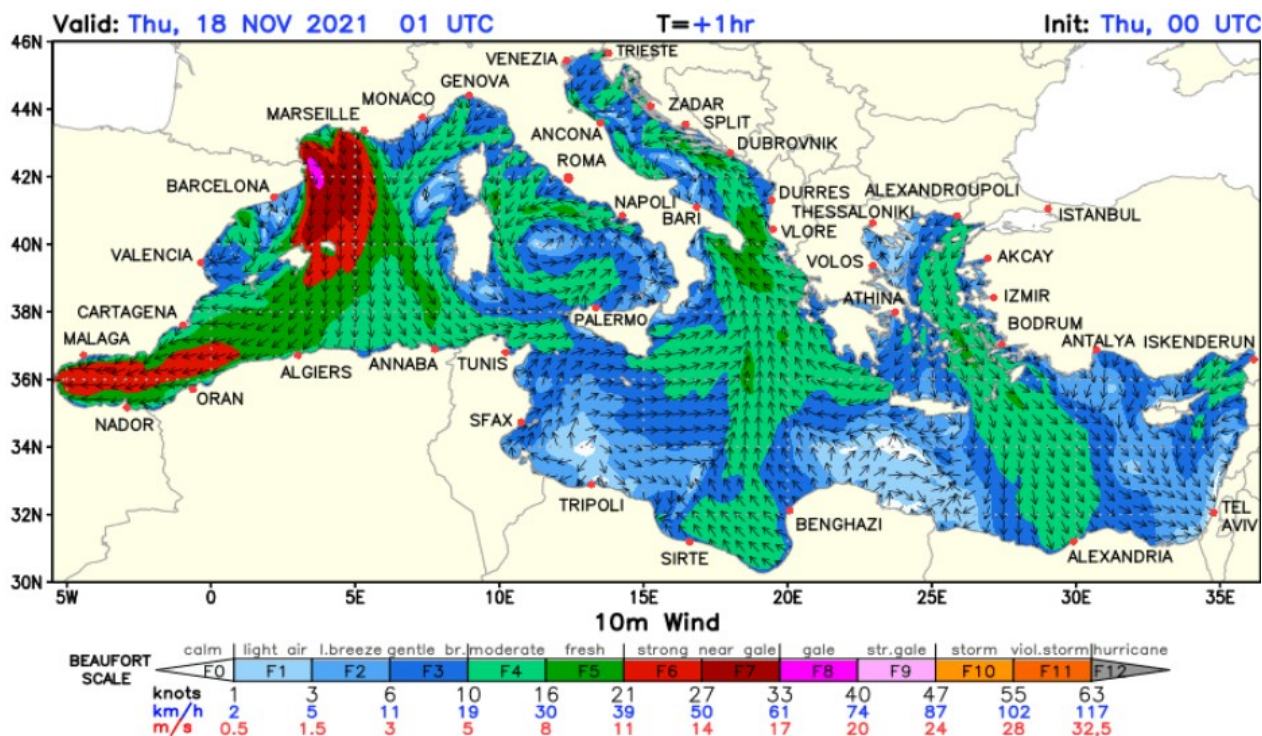 Valid: Thu, 18 NOV 2021 01 UTC T=+1hr Init: Thu, 00 UTC
46N
VENEZIA
TRIESTE
GENOVA
44N
MONACO
MARSEILLE
ZADAR
SPLIT
ANCONA
DUBROVNIK
ROMA
42N
BARCELONA
DURRES
ALEXANDROUPOLI
NAPOLI
BARI
THESSALONIKI
ISTANBUL
VLORE
40N
VALENCIA
VOLOS
AKCAY
38N
CARTAGENA
PALERMO
ATHINA
IZMIR
BODRUM
MALAGA
ANTALYA
ISKENDERUN
ALGIERS
ANNABA
TUNIS
36N
ORAN
NADOR
SFAX
34N
TRIPOLI
BENGHAZI
TEL
AVIV
32N
SIRTE
ALEXANDRIA
30N
5W 0 5E 10E 15E 20E 25E 30E 35E
10m Wind
calm light air l.breeze gentle br. moderate fresh strong near gale gale str.gale storm viol.storm hurricane
BEAUFORT
SCALE
F0 F1 F2 F3 F4 F5 F6 F7 F8 F9 F10 F11 F12
knots 1 3 6 10 16 21 27 33 40 47 55 63
km/h 2 5 11 19 30 39 50 61 74 87 102 117
m/s 0.5 1.5 3 5 8 11 14 17 20 24 28 32,5